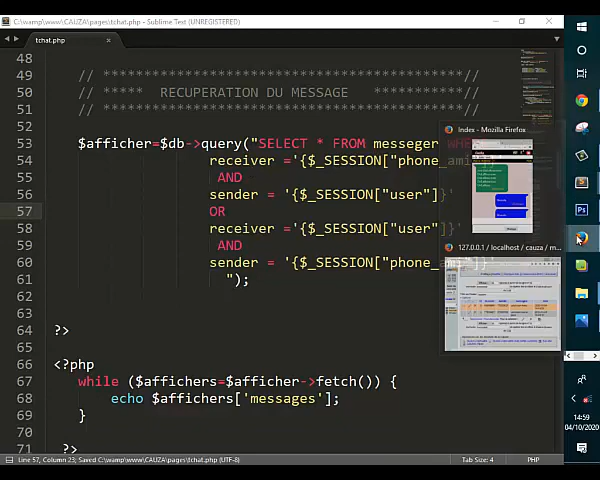 C:\wamp\www\CAUZA\pages\tchat.php - Sublime Text (UNREGISTERED)
tchat.php
48
49 // *******************************************//
50 // ***** RECUPERATION DU MESSAGE ***********//
51 // *******************************************//
52
53 $afficher=$db->query("SELECT * FROM messeger WHE
54 receiver ='{$_SESSION["phone_ami
55 AND
56 sender = '{$_SESSION["user"]}'
57 OR
58 receiver ='{$_SESSION["user"]}'
59 AND
60 sender = '{$_SESSION["phone_ami"]}'
61 ");
62
63
64 ?>
65
66 <?php
67 while ($affichers=$afficher->fetch()) {
68 echo $affichers['messages'];
69 }
70
71 ?>
Index - Mozilla Firefox
127.0.0.1 / localhost / cauza / m...
14:59
04/10/2020
Line 57, Column 23; Saved C:\wamp\www\CAUZA\pages\tchat.php (UTF-8)
Tab Size: 4
PHP